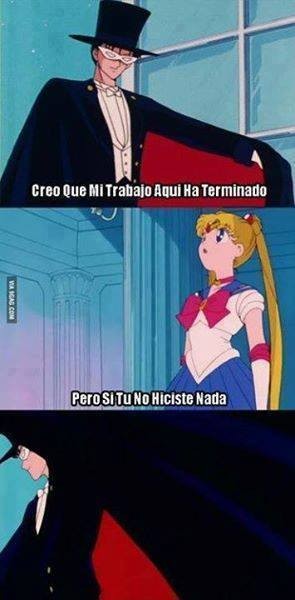 Creo Que Mi Trabajo Aqui Ha Terminado
VIA 9GAG.COM
Pero Si Tu No Hiciste Nada